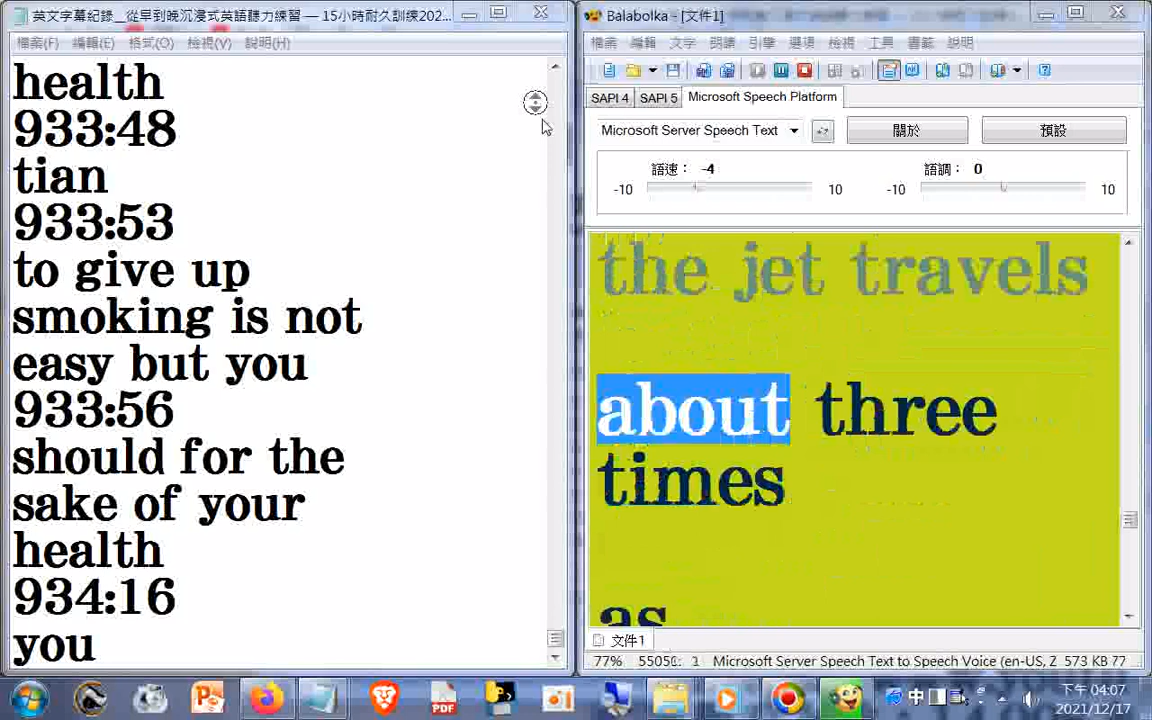 英文字幕紀錄__從早到晚沉浸式英語聽力練習 — 15小時耐久訓練202...
檔案(F) 編輯(E) 格式(O) 檢視(V) 說明(H)
health
933:48
tian
933:53
to give up
smoking is not
easy but you
933:56
should for the
sake of your
health
934:16
you
Balabolka - [文件1]
檔案 編輯 文字 朗讀 引擎 選項 檢視 工具 書籤 說明
SAPI 4 SAPI 5 Microsoft Speech Platform
Microsoft Server Speech Text 關於 預設
語速： -4 語調： 0
-10 10 -10 10
the jet travels
about three
times
as
文件1
77% 1 Microsoft Server Speech Text to Speech Voice (en-US, 2 573 KB 77
PDF 中 下午 04:07
2021/12/17